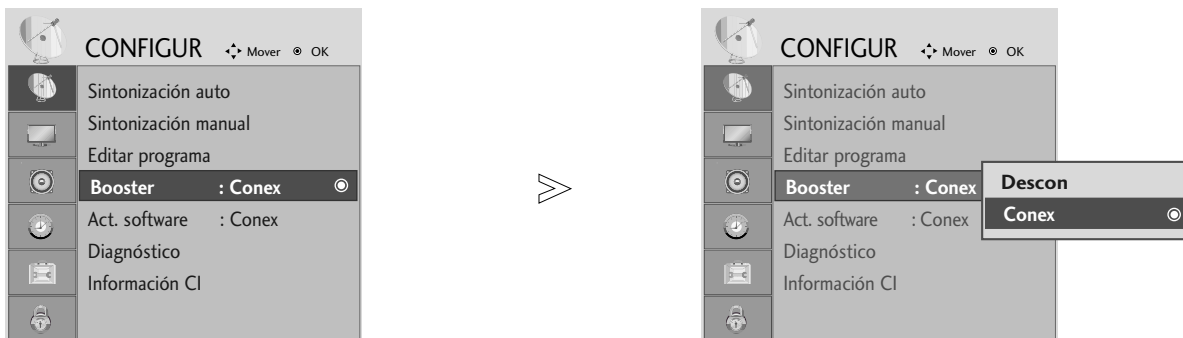 CONFIGUR Mover OK
Sintonización auto
Sintonización manual
Editar programa
Booster : Conex
Act. software : Conex
Diagnóstico
Información CI
CONFIGUR Mover OK
Sintonización auto
Sintonización manual
Editar programa
Booster : Conex
Act. software : Conex
Diagnóstico
Información CI
Descon
Conex